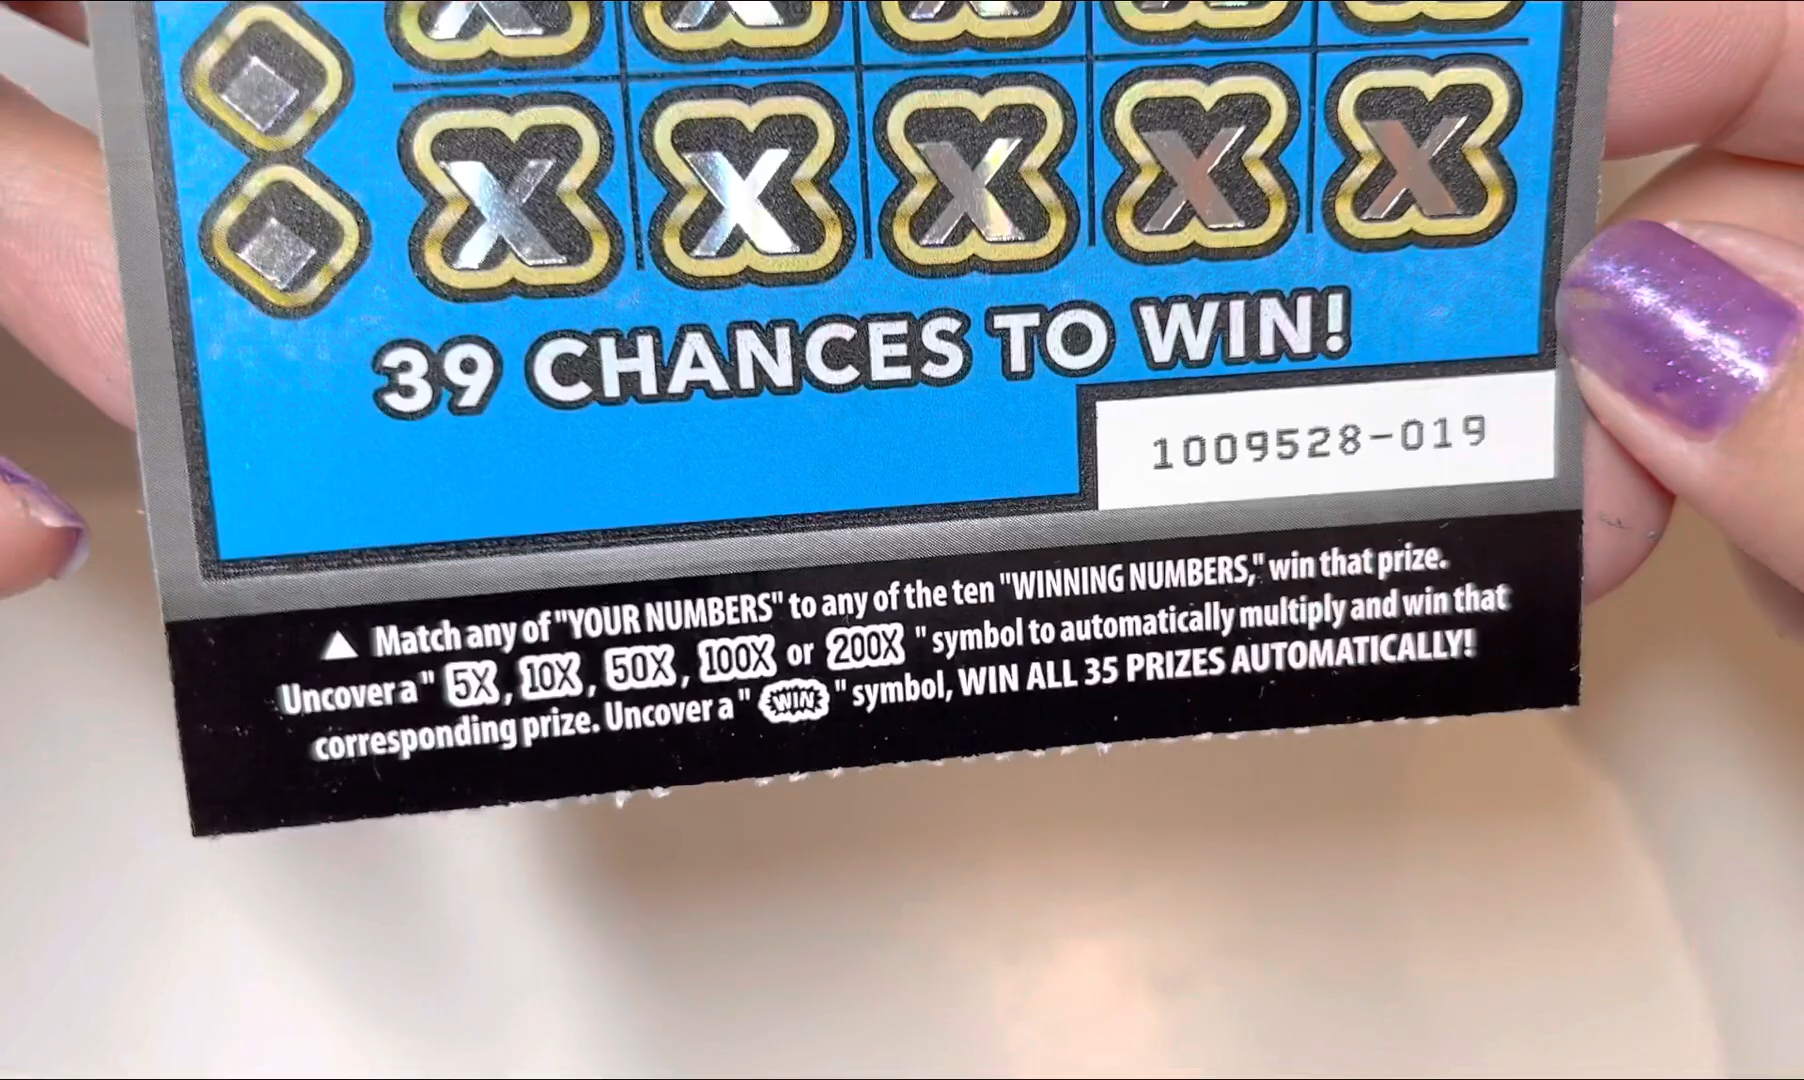 X X X X X
X X X X X
39 CHANCES TO WIN!
1009528-019
▲ Match any of "YOUR NUMBERS" to any of the ten "WINNING NUMBERS," win that prize.
Uncover a " 5X, 10X, 50X, 100X or 200X " symbol to automatically multiply and win that
corresponding prize. Uncover a " WIN " symbol, WIN ALL 35 PRIZES AUTOMATICALLY!